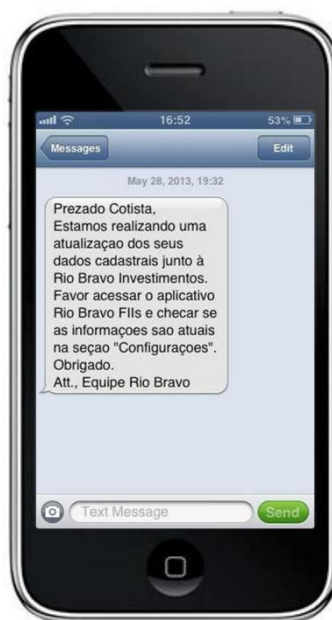 16:52
53%
Messages
Edit
May 28, 2013, 19:32
Prezado Cotista,
Estamos realizando uma
atualizaçao dos seus
dados cadastrais junto à
Rio Bravo Investimentos.
Favor acessar o aplicativo
Rio Bravo FIIs e checar se
as informaçoes sao atuais
na seçao "Configuraçoes".
Obrigado.
Att., Equipe Rio Bravo
Text Message
Send